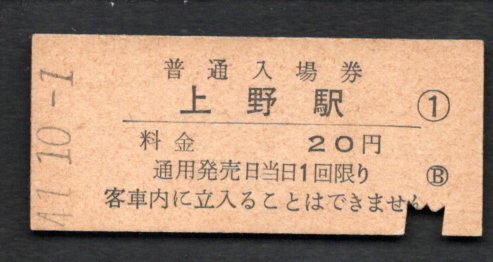 普通入場券
上野駅
①
料金 20円
通用発売日当日1回限り
Ⓑ
客車内に立入ることはできません
41.10.-1